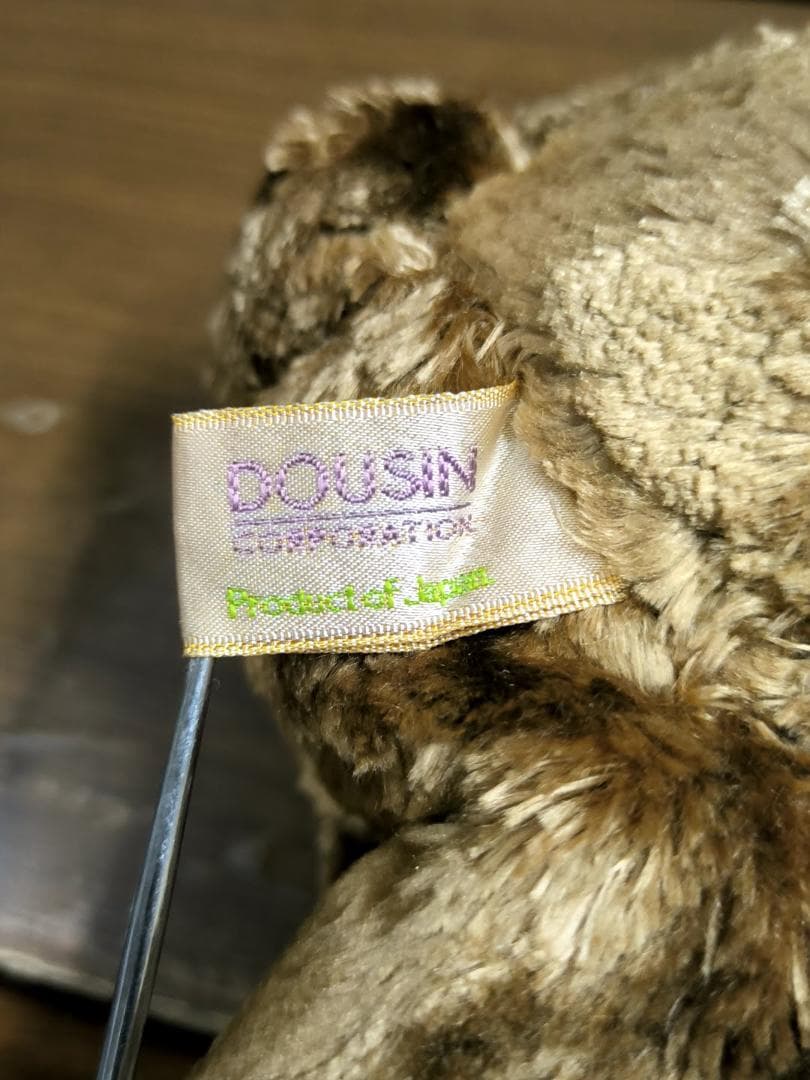 DOUSIN
CORPORATION
Product of Japan.